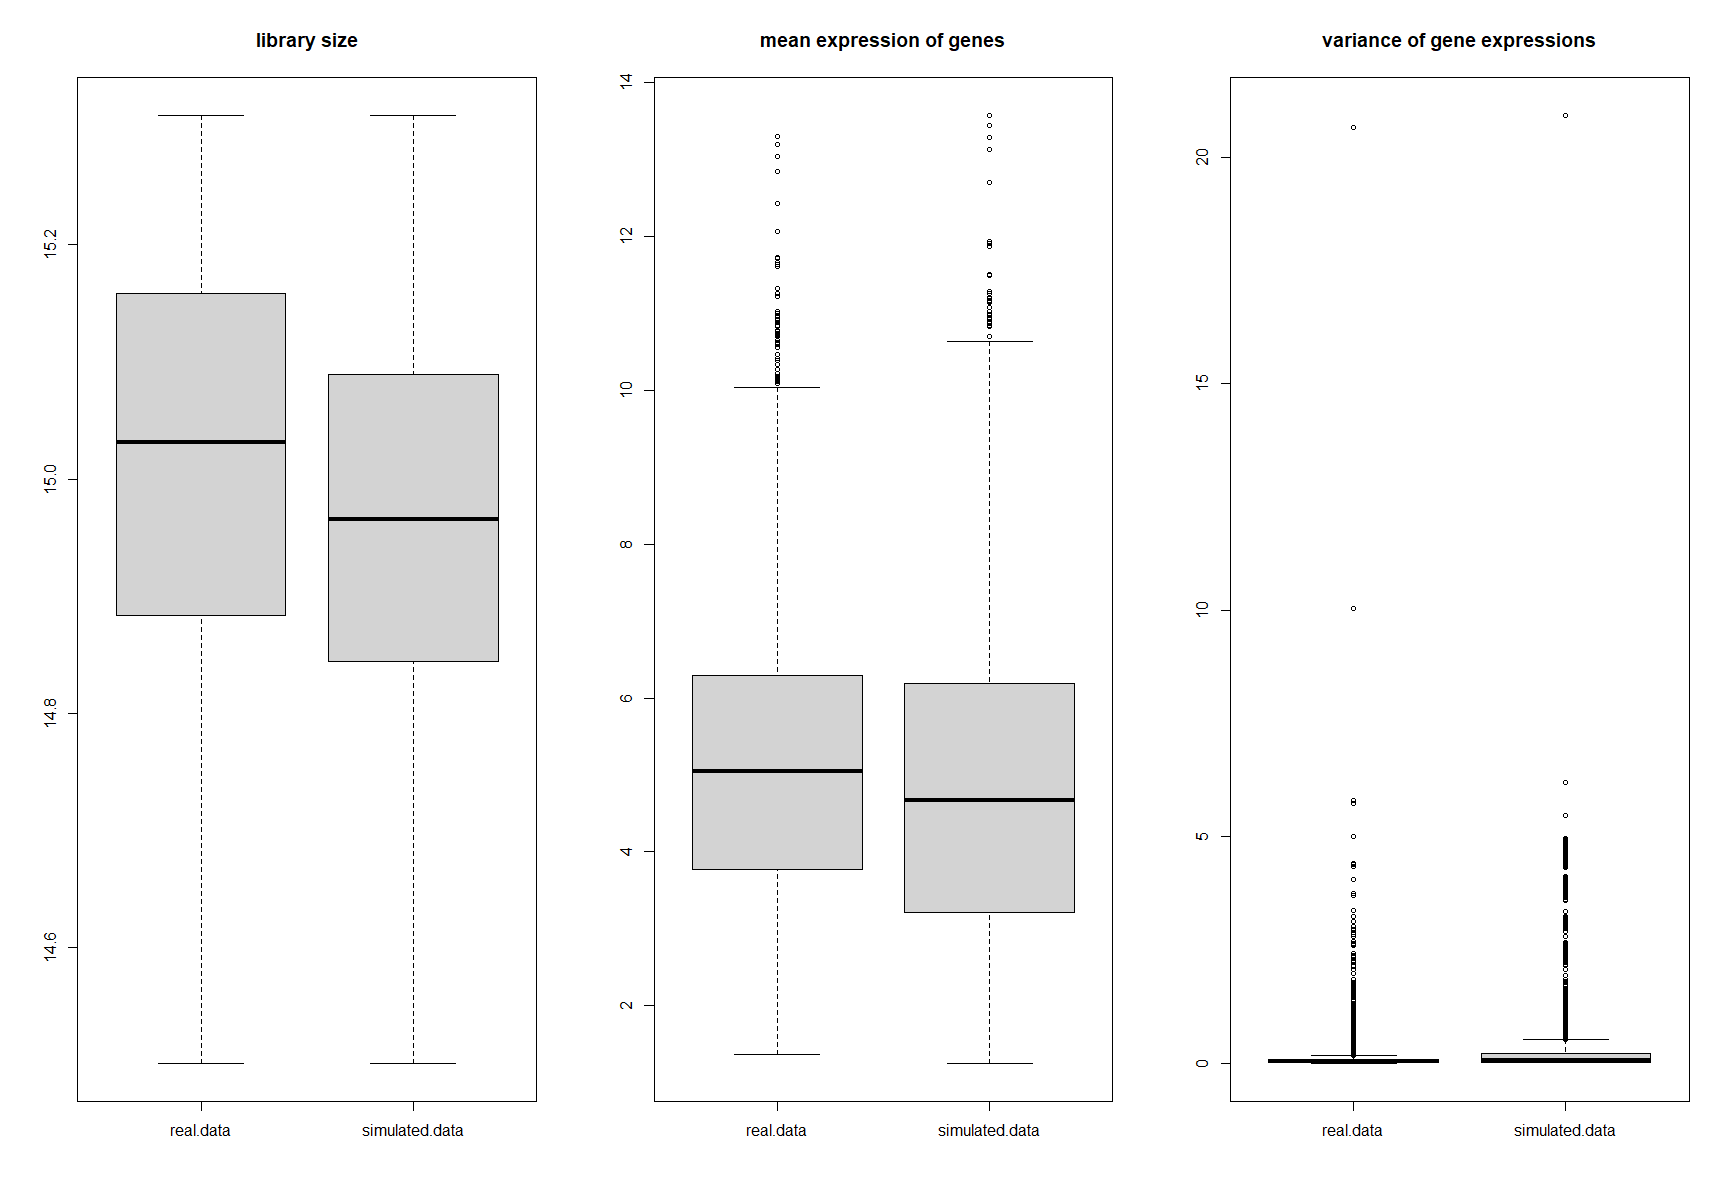 library size
15.2
15.0
14.8
14.6
real.data
simulated.data
mean expression of genes
14
12
10
8
6
4
2
real.data
simulated.data
variance of gene expressions
20
15
10
5
0
real.data
simulated.data